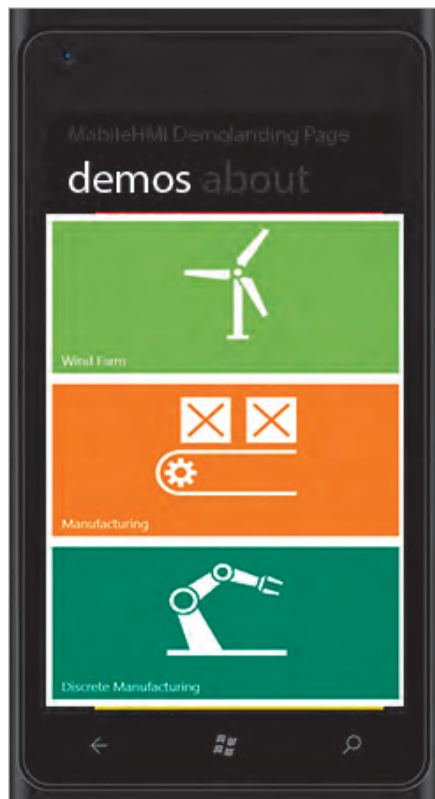 MobileHMI Demolanding Page
demos about
Wind Farm
Manufacturing
Discrete Manufacturing